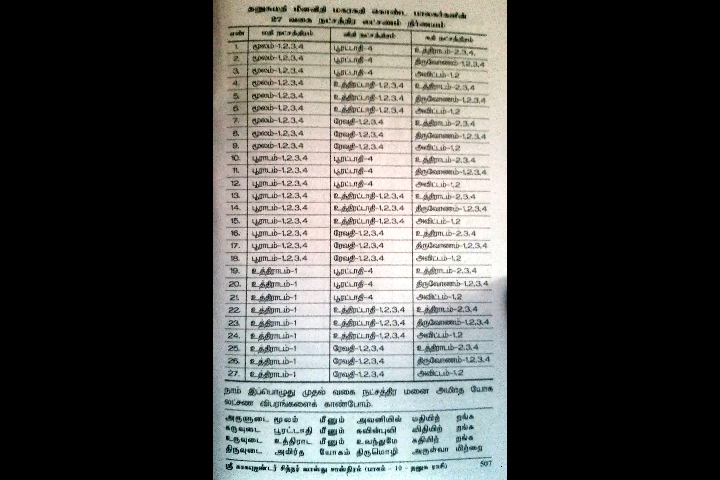 தனுசுமதி மீனவிதி மகரகதி கொண்ட பாலகர்களின்
27 வகை நட்சத்திர லட்சணம் நிர்ணயம்
எண் மதி நட்சத்திரம் விதி நட்சத்திரம் கதி நட்சத்திரம்
1. மூலம்-1,2,3,4 பூரட்டாதி-4 உத்திராடம்-2,3,4,
2. மூலம்-1,2,3,4 பூரட்டாதி-4 திருவோணம்-1,2,3,4
3. மூலம்-1,2,3,4 பூரட்டாதி-4 அவிட்டம்-1,2
4. மூலம்-1,2,3,4 உத்திரட்டாதி-1,2,3,4 உத்திராடம்-2,3,4
5. மூலம்-1,2,3,4 உத்திரட்டாதி-1,2,3,4 திருவோணம்-1,2,3,4
6. மூலம்-1,2,3,4 உத்திரட்டாதி-1,2,3,4 அவிட்டம்-1,2
7. மூலம்-1,2,3,4 ரேவதி-1,2,3,4 உத்திராடம்-2,3,4
8. மூலம்-1,2,3,4 ரேவதி-1,2,3,4 திருவோணம்-1,2,3,4
9. மூலம்-1,2,3,4 ரேவதி-1,2,3,4 அவிட்டம்-1,2
10. பூராடம்-1,2,3,4 பூரட்டாதி-4 உத்திராடம்-2,3,4
11. பூராடம்-1,2,3,4 பூரட்டாதி-4 திருவோணம்-1,2,3,4
12. பூராடம்-1,2,3,4 பூரட்டாதி-4 அவிட்டம்-1,2
13. பூராடம்-1,2,3,4 உத்திரட்டாதி-1,2,3,4 உத்திராடம்-2,3,4
14. பூராடம்-1,2,3,4 உத்திரட்டாதி-1,2,3,4 திருவோணம்-1,2,3,4
15. பூராடம்-1,2,3,4 உத்திரட்டாதி-1,2,3,4 அவிட்டம்-1,2
16. பூராடம்-1,2,3,4 ரேவதி-1,2,3,4 உத்திராடம்-2,3,4
17. பூராடம்-1,2,3,4 ரேவதி-1,2,3,4 திருவோணம்-1,2,3,4
18. பூராடம்-1,2,3,4 ரேவதி-1,2,3,4 அவிட்டம்-1,2
19. உத்திராடம்-1 பூரட்டாதி-4 உத்திராடம்-2,3,4
20. உத்திராடம்-1 பூரட்டாதி-4 திருவோணம்-1,2,3,4
21. உத்திராடம்-1 பூரட்டாதி-4 அவிட்டம்-1,2
22. உத்திராடம்-1 உத்திரட்டாதி-1,2,3,4 உத்திராடம்-2,3,4
23. உத்திராடம்-1 உத்திரட்டாதி-1,2,3,4 திருவோணம்-1,2,3,4
24. உத்திராடம்-1 உத்திரட்டாதி-1,2,3,4 அவிட்டம்-1,2
25. உத்திராடம்-1 ரேவதி-1,2,3,4 உத்திராடம்-2,3,4
26. உத்திராடம்-1 ரேவதி-1,2,3,4 திருவோணம்-1,2,3,4
27. உத்திராடம்-1 ரேவதி-1,2,3,4 அவிட்டம்-1,2
நாம் இப்பொழுது முதல் வகை நட்சத்திர மனை அமிர்த யோக
லட்சண விபரங்களைக் காண்போம்.
அருளுடை மூலம் மீனும் அவனியில் மதியிற் றங்க
கருவுடை பூரட்டாதி மீனும் கவின்புவி விதியிற் றங்க
உருவுடை உத்திராட மீனும் உவந்துமே கதியிற் றங்க
திருவுடை அமிர்த யோகம் திருமொழி அருள்வா யிற்றை
ஸ்ரீ காகபுஜண்டர் சித்தர் வாஸ்து சாஸ்திரம் (பாகம் - 10 - தனுசு ராசி) 507